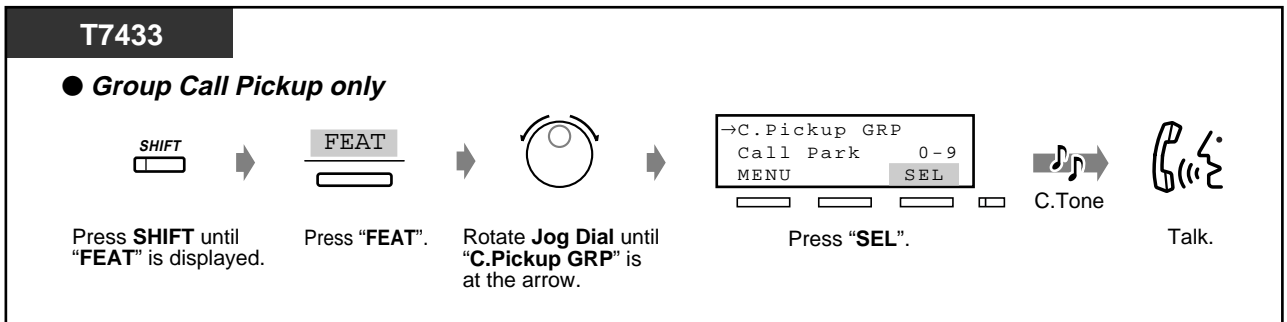 T7433
● Group Call Pickup only
SHIFT
FEAT
→C.Pickup GRP
Call Park 0-9
MENU SEL
C.Tone
Press SHIFT until
“FEAT” is displayed.
Press “FEAT”.
Rotate Jog Dial until
“C.Pickup GRP” is
at the arrow.
Press “SEL”.
Talk.